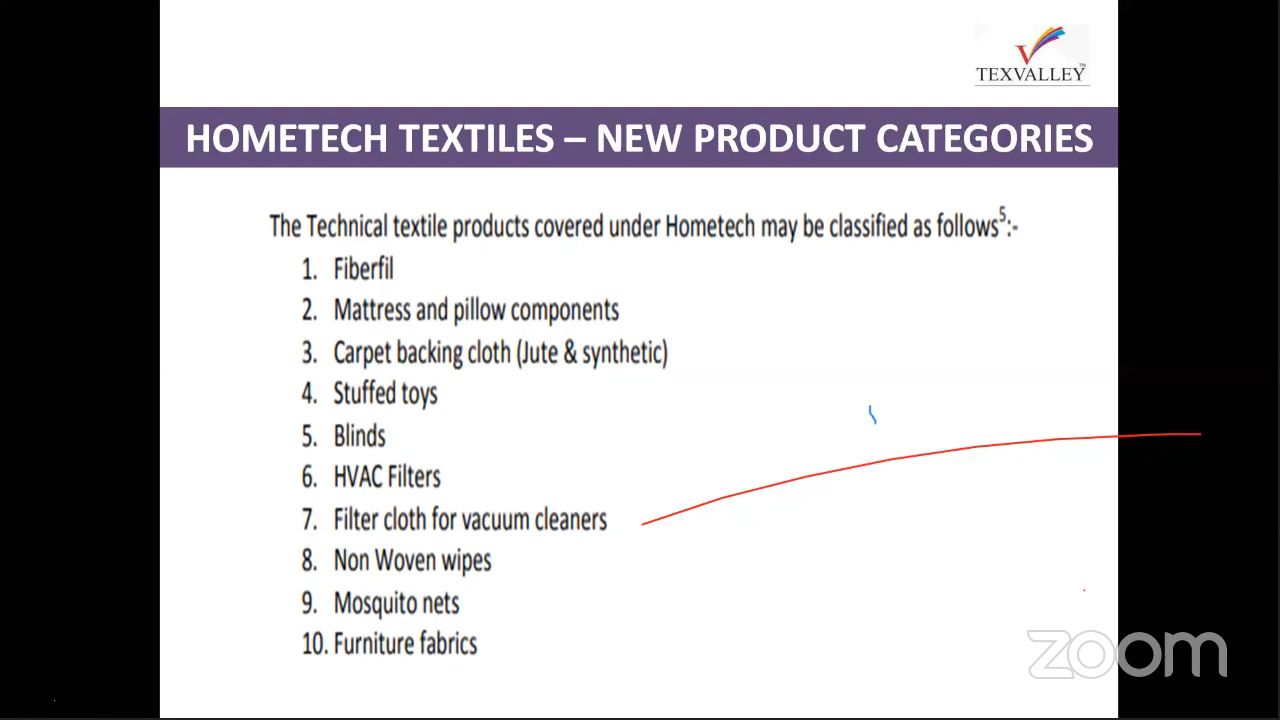 TEXVALLEY™
HOMETECH TEXTILES – NEW PRODUCT CATEGORIES
The Technical textile products covered under Hometech may be classified as follows⁵:-
1. Fiberfil
2. Mattress and pillow components
3. Carpet backing cloth (Jute & synthetic)
4. Stuffed toys
5. Blinds
6. HVAC Filters
7. Filter cloth for vacuum cleaners
8. Non Woven wipes
9. Mosquito nets
10. Furniture fabrics
zoom